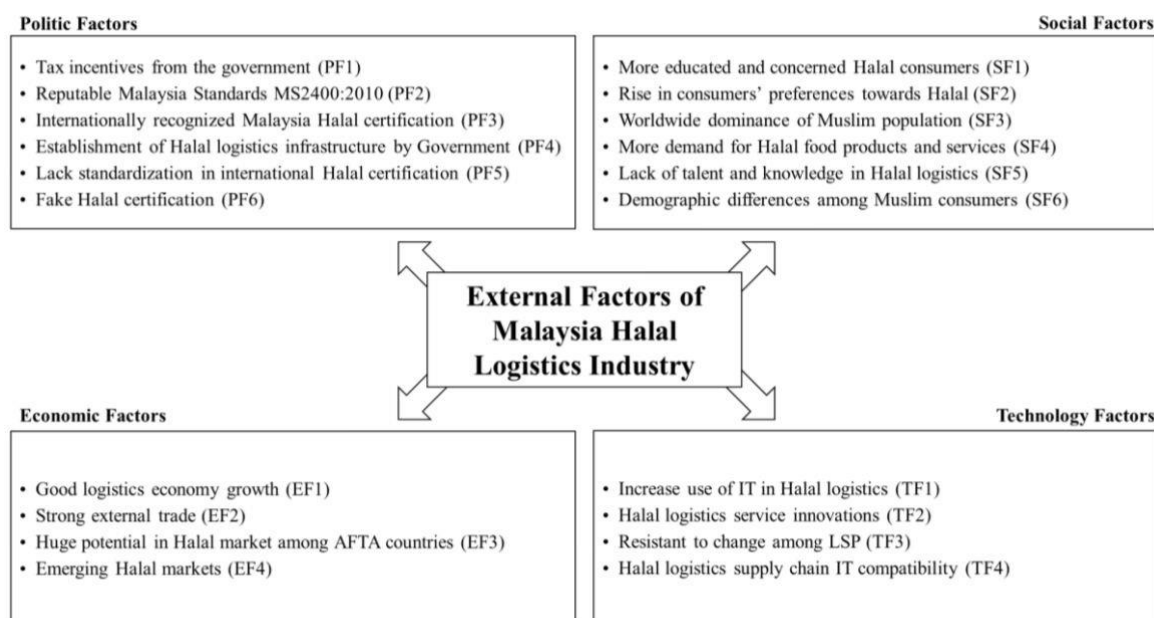 Politic Factors
• Tax incentives from the government (PF1)
• Reputable Malaysia Standards MS2400:2010 (PF2)
• Internationally recognized Malaysia Halal certification (PF3)
• Establishment of Halal logistics infrastructure by Government (PF4)
• Lack standardization in international Halal certification (PF5)
• Fake Halal certification (PF6)
Social Factors
• More educated and concerned Halal consumers (SF1)
• Rise in consumers’ preferences towards Halal (SF2)
• Worldwide dominance of Muslim population (SF3)
• More demand for Halal food products and services (SF4)
• Lack of talent and knowledge in Halal logistics (SF5)
• Demographic differences among Muslim consumers (SF6)
External Factors of
Malaysia Halal
Logistics Industry
Economic Factors
• Good logistics economy growth (EF1)
• Strong external trade (EF2)
• Huge potential in Halal market among AFTA countries (EF3)
• Emerging Halal markets (EF4)
Technology Factors
• Increase use of IT in Halal logistics (TF1)
• Halal logistics service innovations (TF2)
• Resistant to change among LSP (TF3)
• Halal logistics supply chain IT compatibility (TF4)